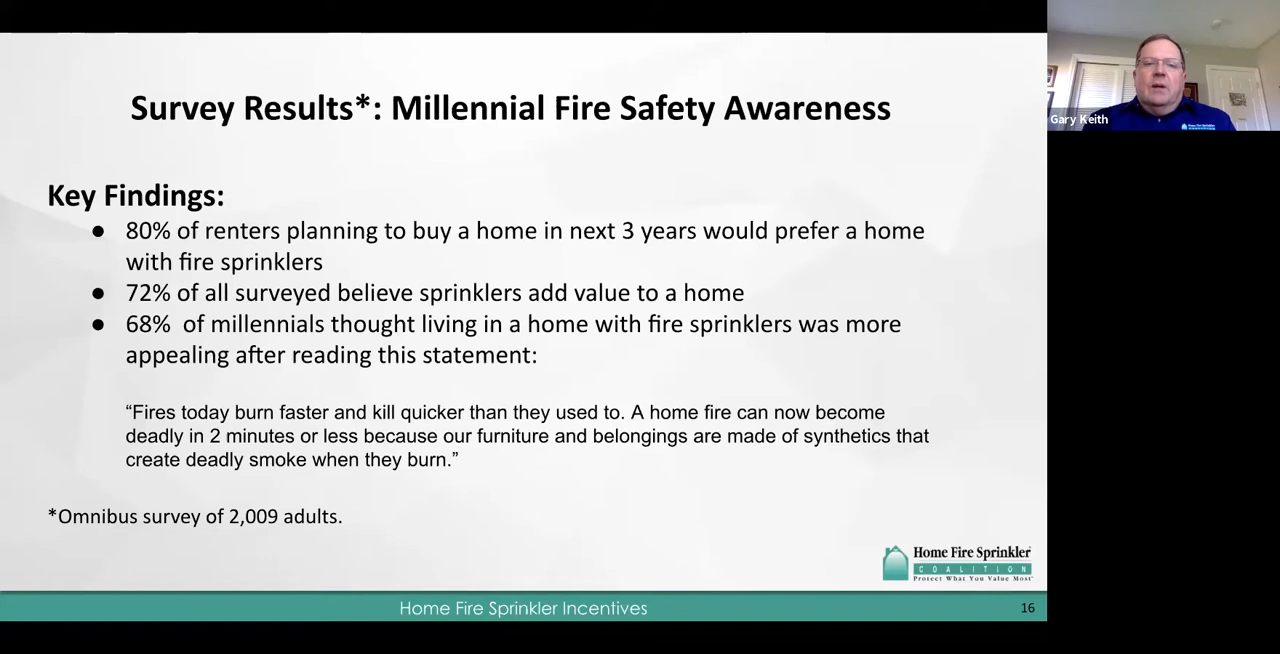 Survey Results*: Millennial Fire Safety Awareness
Gary Keith
Key Findings:
● 80% of renters planning to buy a home in next 3 years would prefer a home
with fire sprinklers
● 72% of all surveyed believe sprinklers add value to a home
● 68%  of millennials thought living in a home with fire sprinklers was more
appealing after reading this statement:
“Fires today burn faster and kill quicker than they used to. A home fire can now become
deadly in 2 minutes or less because our furniture and belongings are made of synthetics that
create deadly smoke when they burn.”
*Omnibus survey of 2,009 adults.
Home Fire Sprinkler
COALITION
Protect What You Value Most
Home Fire Sprinkler Incentives
16